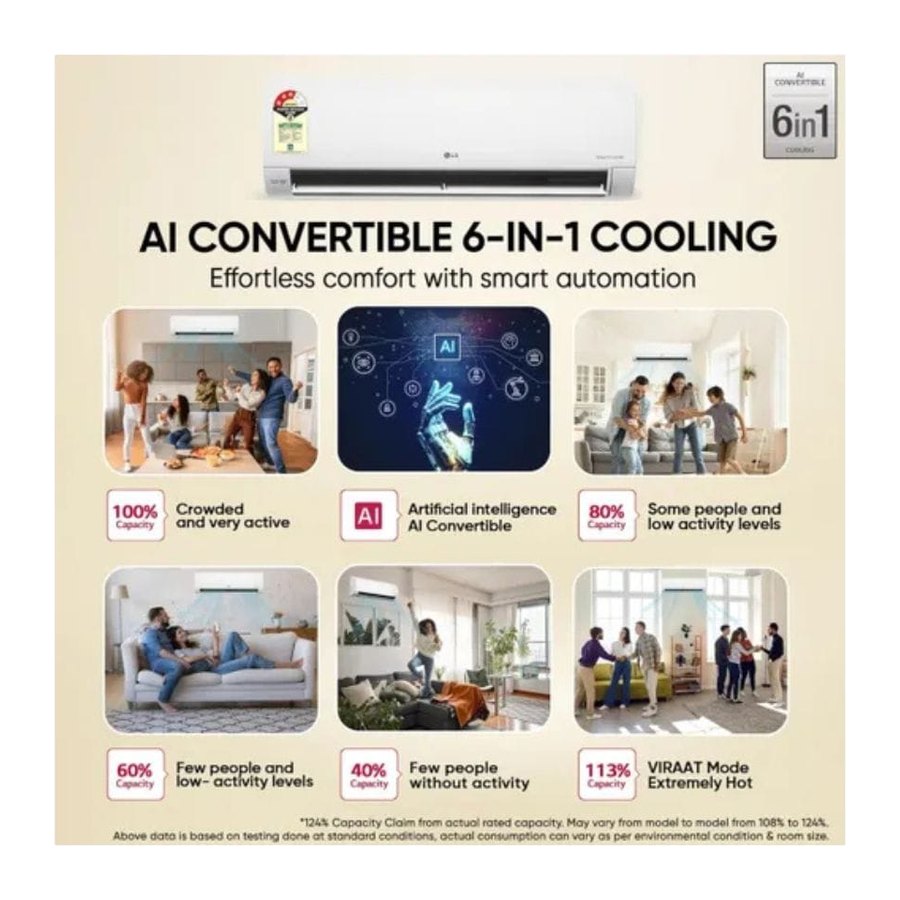 AI
CONVERTIBLE
6in1
COOLING
LG
AI CONVERTIBLE 6-IN-1 COOLING
Effortless comfort with smart automation
AI
100%
Capacity
Crowded
and very active
AI
Artificial intelligence
AI Convertible
80%
Capacity
Some people and
low activity levels
60%
Capacity
Few people and
low- activity levels
40%
Capacity
Few people
without activity
113%
Capacity
VIRAAT Mode
Extremely Hot
*124% Capacity Claim from actual rated capacity. May vary from model to model from 108% to 124%.
Above data is based on testing done at standard conditions, actual consumption can vary as per environmental condition & room size.